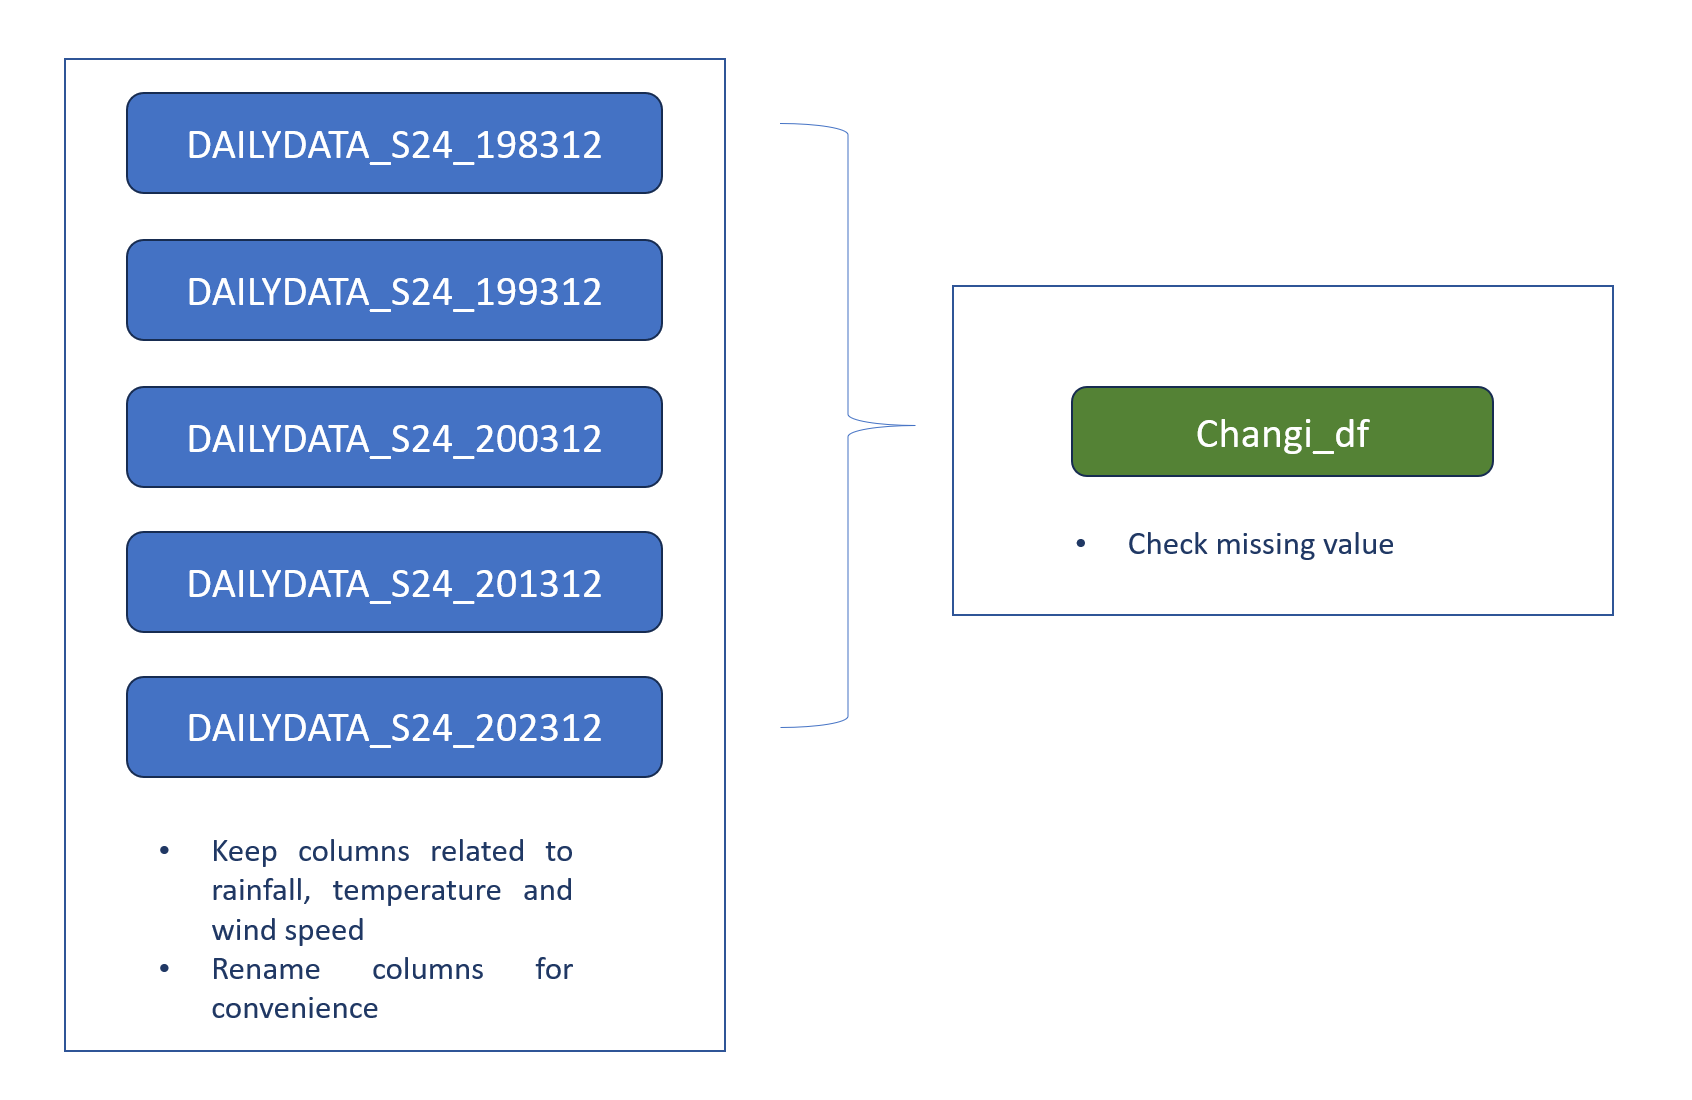 DAILYDATA_S24_198312
DAILYDATA_S24_199312
DAILYDATA_S24_200312
DAILYDATA_S24_201312
DAILYDATA_S24_202312
• Keep columns related to
rainfall, temperature and
wind speed
• Rename columns for
convenience
Changi_df
• Check missing value